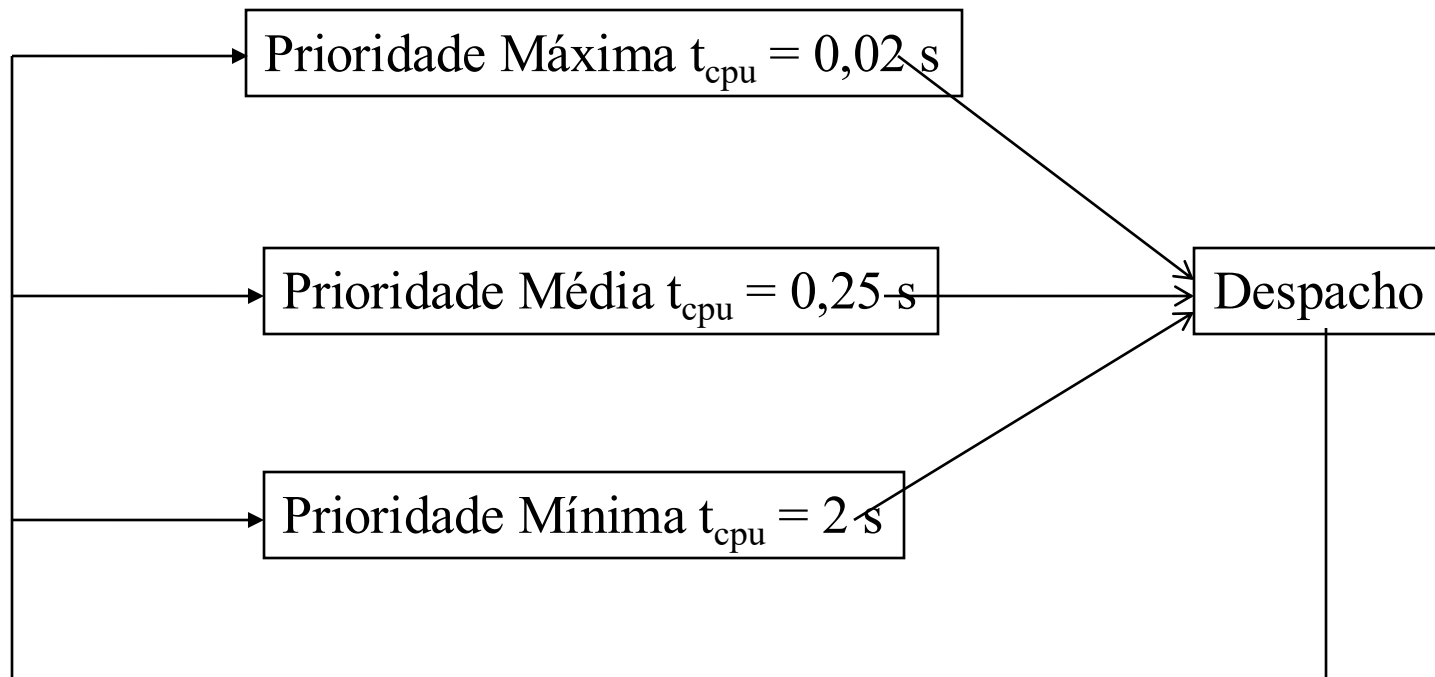 Prioridade Máxima tcpu = 0,02 s
Prioridade Média tcpu = 0,25 s
Despacho
Prioridade Mínima tcpu = 2 s